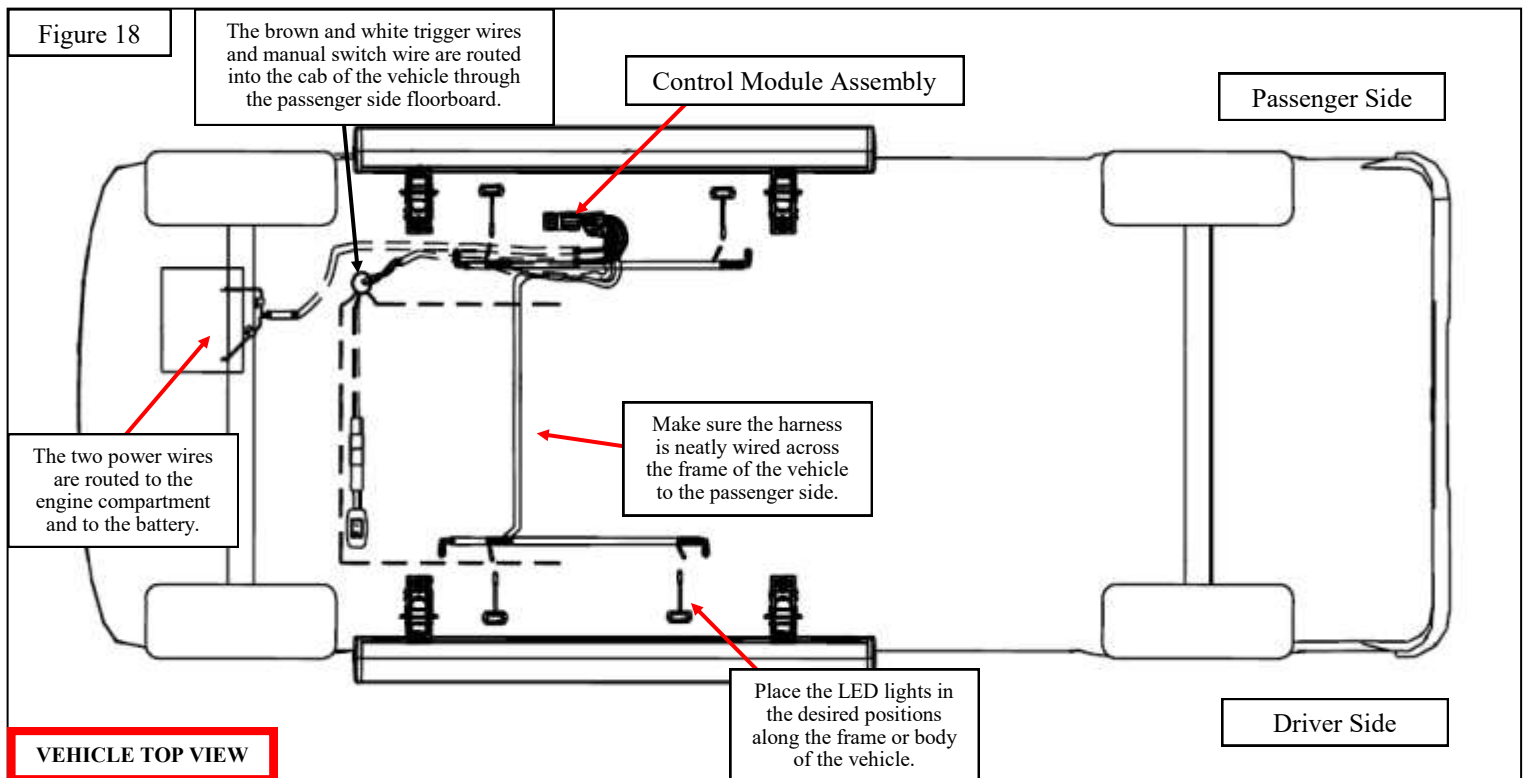 Figure 18
The brown and white trigger wires
and manual switch wire are routed
into the cab of the vehicle through
the passenger side floorboard.
Control Module Assembly
Passenger Side
The two power wires
are routed to the
engine compartment
and to the battery.
Make sure the harness
is neatly wired across
the frame of the vehicle
to the passenger side.
Place the LED lights in
the desired positions
along the frame or body
of the vehicle.
Driver Side
VEHICLE TOP VIEW